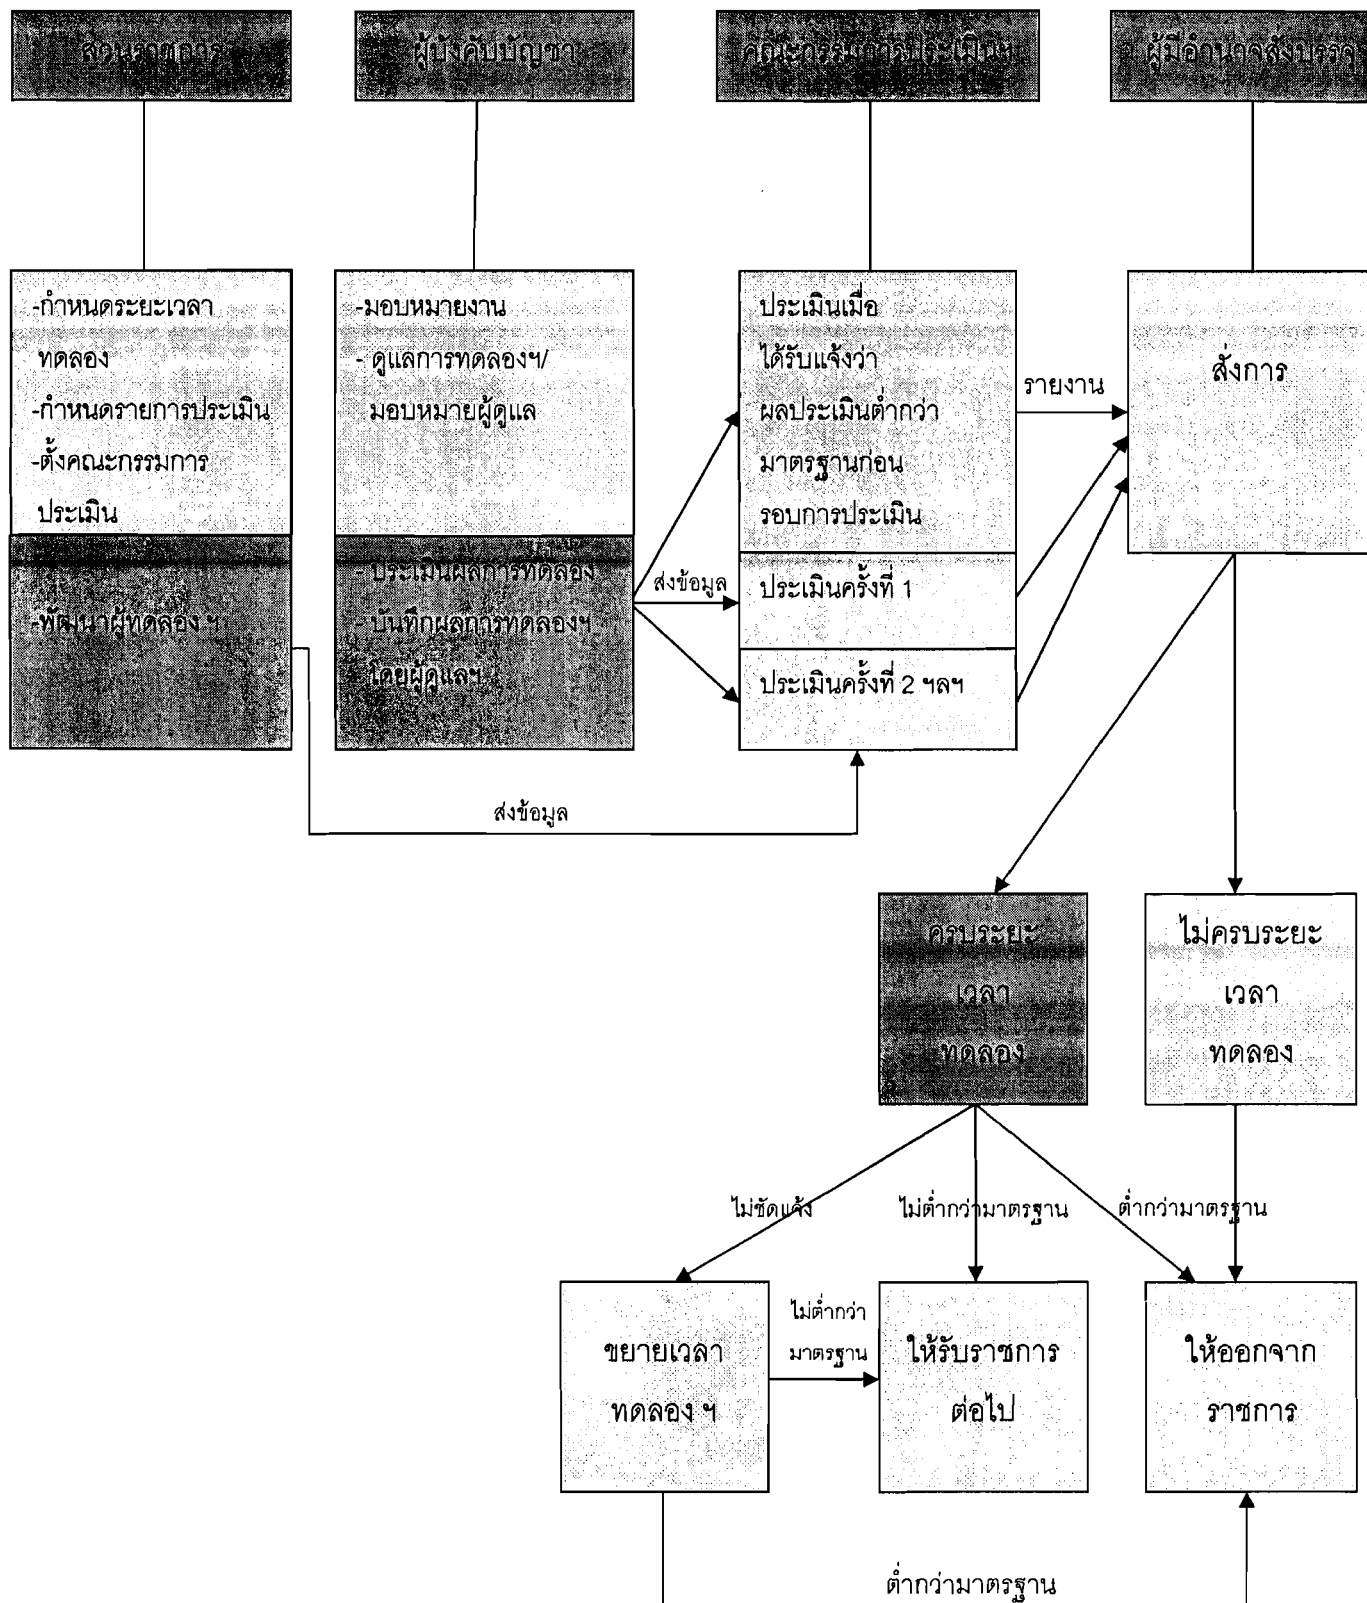 ส่วนราชการ
ผู้บังคับบัญชา
คณะกรรมการประเมินฯ
ผู้มีอำนาจสั่งบรรจุ
-กำหนดระยะเวลา
ทดลอง
-กำหนดรายการประเมิน
-ตั้งคณะกรรมการ
ประเมิน
-พัฒนาผู้ทดลอง ฯ
-มอบหมายงาน
- ดูแลการทดลองฯ/
มอบหมายผู้ดูแล
- ประเมินผลการทดลอง
- บันทึกผลการทดลองฯ
โดยผู้ดูแลฯ
ส่งข้อมูล
ประเมินเมื่อ
ได้รับแจ้งว่า
ผลประเมินต่ำกว่า
มาตรฐานก่อน
รอบการประเมิน
ประเมินครั้งที่ 1
ประเมินครั้งที่ 2 ฯลฯ
รายงาน
สั่งการ
ส่งข้อมูล
ครบระยะ
เวลา
ทดลอง
ไม่ครบระยะ
เวลา
ทดลอง
ไม่ชัดแจ้ง
ไม่ต่ำกว่ามาตรฐาน
ต่ำกว่ามาตรฐาน
ขยายเวลา
ทดลอง ฯ
ไม่ต่ำกว่า
มาตรฐาน
ให้รับราชการ
ต่อไป
ให้ออกจาก
ราชการ
ต่ำกว่ามาตรฐาน